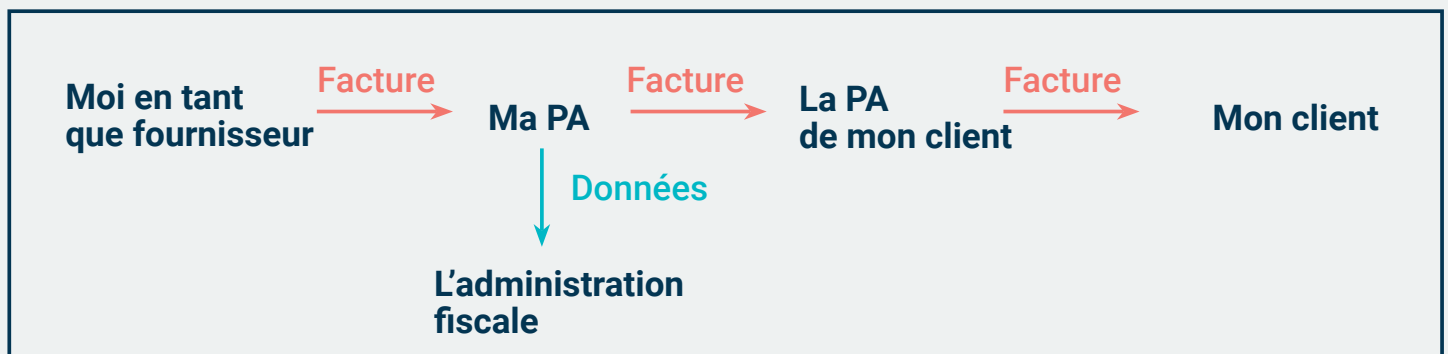 Moi en tant
que fournisseur
Facture
Ma PA
Facture
La PA
de mon client
Facture
Mon client
Données
L’administration
fiscale